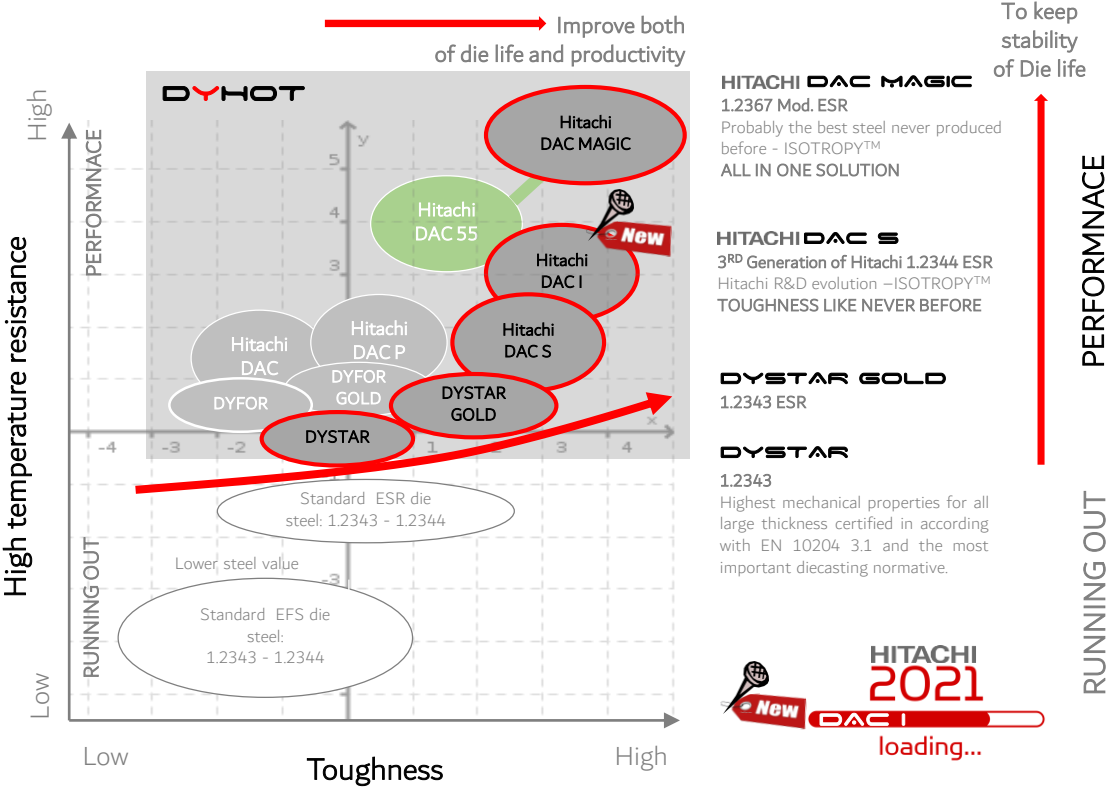 Improve both
of die life and productivity
To keep
stability
of Die life
High
High temperature resistance
Low
PERFORMNACE
RUNNING OUT
DYHOT
y
5
4
3
Hitachi
DAC MAGIC
Hitachi
DAC 55
New
Hitachi
DAC I
Hitachi
DAC S
Hitachi
DAC P
Hitachi
DAC
DYFOR
GOLD
DYFOR
DYSTAR
GOLD
DYSTAR
x
-4 -3 -2 1 3 4
Standard ESR die
steel: 1.2343 - 1.2344
Lower steel value
-3
Standard EFS die
steel:
1.2343 - 1.2344
Low
Toughness
High
HITACHI DAC MAGIC
1.2367 Mod. ESR
Probably the best steel never produced
before - ISOTROPY™
ALL IN ONE SOLUTION
HITACHI DAC S
3RD Generation of Hitachi 1.2344 ESR
Hitachi R&D evolution –ISOTROPY™
TOUGHNESS LIKE NEVER BEFORE
DYSTAR GOLD
1.2343 ESR
DYSTAR
1.2343
Highest mechanical properties for all
large thickness certified in according
with EN 10204 3.1 and the most
important diecasting normative.
PERFORMNACE
RUNNING OUT
HITACHI
2021
New
DAC I
loading...